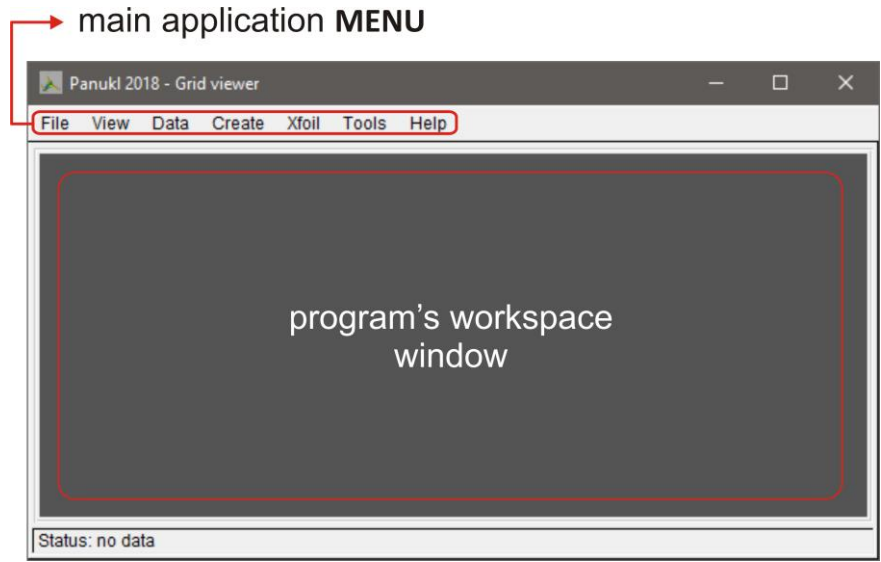 main application MENU
Panukl 2018 - Grid viewer
File View Data Create Xfoil Tools Help
program's workspace
window
Status: no data